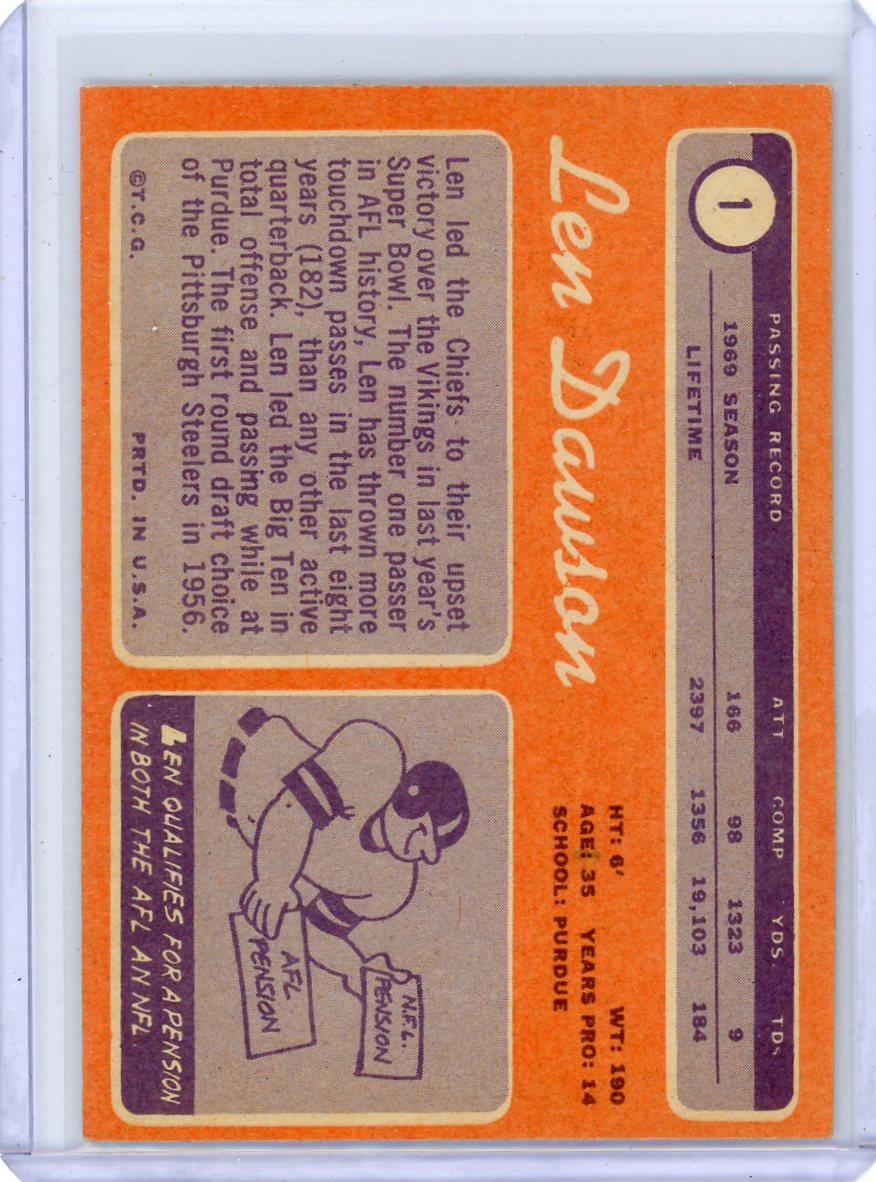 1
PASSING RECORD ATT COMP YDS. TDs
1969 SEASON 166 98 1323 9
LIFETIME 2397 1356 19,103 184
Len Dawson
HT: 6' WT: 190
AGE: 35 YEARS PRO: 14
SCHOOL: PURDUE
Len led the Chiefs to their upset
victory over the Vikings in last year's
Super Bowl. The number one passer
in AFL history, Len has thrown more
touchdown passes in the last eight
years (182), than any other active
quarterback. Len led the Big Ten in
total offense and passing while at
Purdue. The first round draft choice
of the Pittsburgh Steelers in 1956.
©T.C.G. PRTD. IN U.S.A.
N.F.L.
PENSION
AFL
PENSION
LEN QUALIFIES FOR A PENSION
IN BOTH THE AFL AN NFL